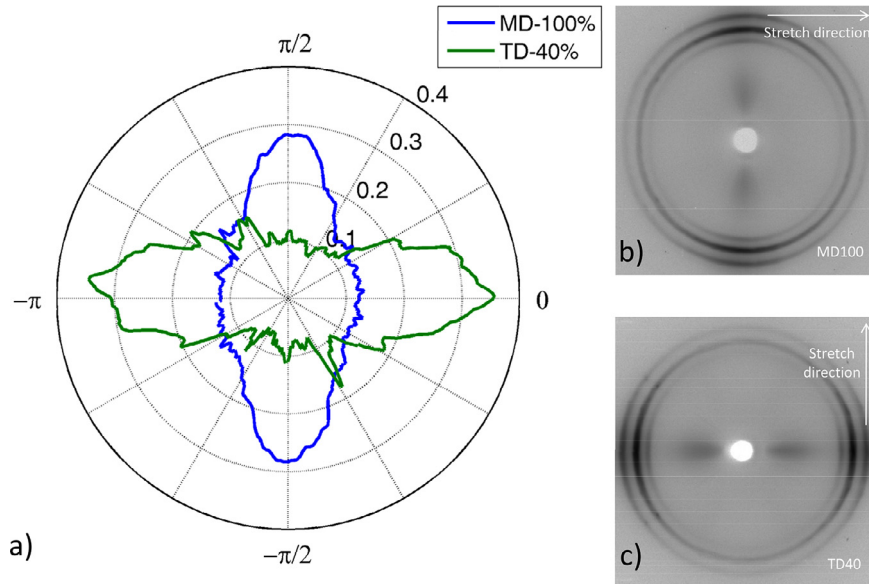 MD-100%
TD-40%
π/2
0.4
0.3
0.2
0.1
−π
0
−π/2
a)
Stretch direction
b)
MD100
Stretch
direction
c)
TD40